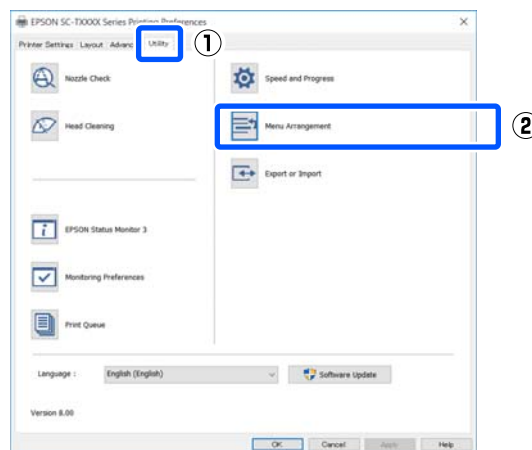 EPSON SC-TXXXX Series Printing Preferences
Printer Settings Layout Advanc Utility ①
Nozzle Check
Speed and Progress
Head Cleaning
Menu Arrangement ②
Export or Import
EPSON Status Monitor 3
Monitoring Preferences
Print Queue
Language : English (English) Software Update
Version 8.00
OK Cancel Apply Help